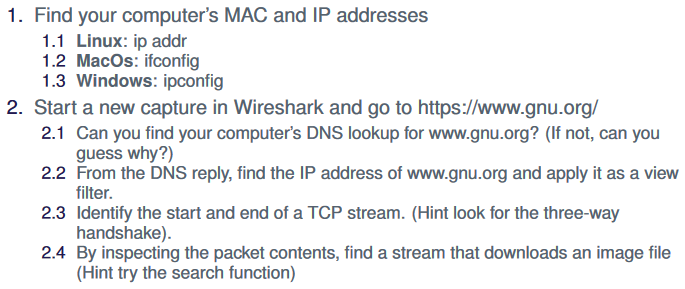 1. Find your computer's MAC and IP addresses
1.1 Linux: ip addr
1.2 MacOs: ifconfig
1.3 Windows: ipconfig
2. Start a new capture in Wireshark and go to https://www.gnu.org/
2.1 Can you find your computer's DNS lookup for www.gnu.org? (If not, can you
guess why?)
2.2 From the DNS reply, find the IP address of www.gnu.org and apply it as a view
filter.
2.3 Identify the start and end of a TCP stream. (Hint look for the three-way
handshake).
2.4 By inspecting the packet contents, find a stream that downloads an image file
(Hint try the search function)